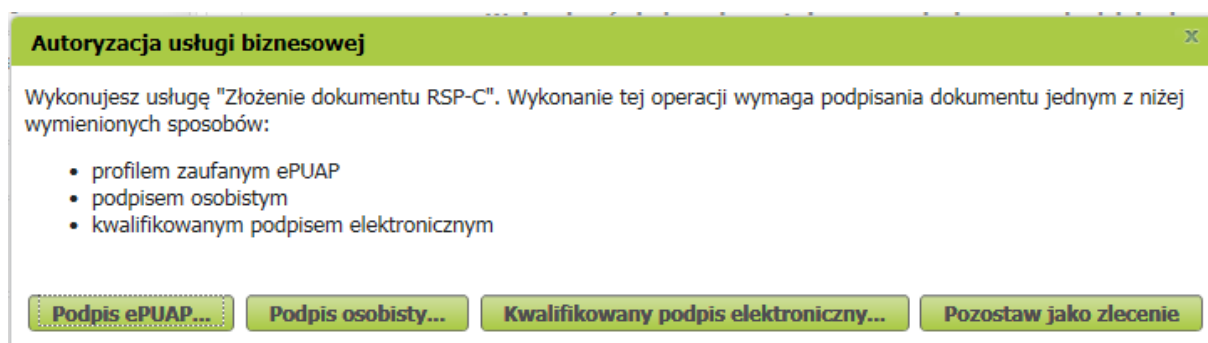 Autoryzacja usługi biznesowej
x
Wykonujesz usługę "Złożenie dokumentu RSP-C". Wykonanie tej operacji wymaga podpisania dokumentu jednym z niżej
wymienionych sposobów:
• profilem zaufanym ePUAP
• podpisem osobistym
• kwalifikowanym podpisem elektronicznym
Podpis ePUAP... Podpis osobisty... Kwalifikowany podpis elektroniczny... Pozostaw jako zlecenie